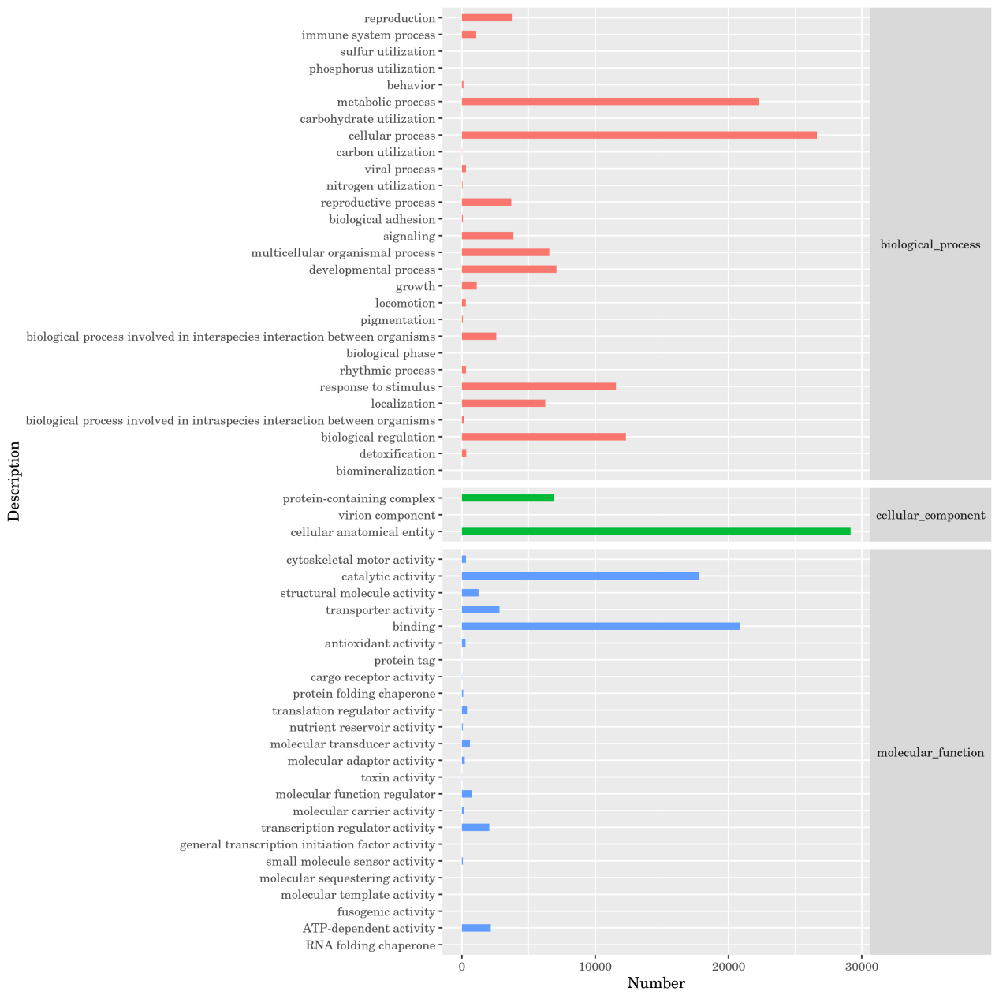 reproduction
immune system process
sulfur utilization
phosphorus utilization
behavior
metabolic process
carbohydrate utilization
cellular process
carbon utilization
viral process
nitrogen utilization
reproductive process
biological adhesion
signaling
multicellular organismal process
developmental process
growth
locomotion
pigmentation
biological process involved in interspecies interaction between organisms
biological phase
rhythmic process
response to stimulus
localization
biological process involved in intraspecies interaction between organisms
biological regulation
detoxification
biomineralization
biological_process
protein-containing complex
virion component
cellular anatomical entity
cellular_component
cytoskeletal motor activity
catalytic activity
structural molecule activity
transporter activity
binding
antioxidant activity
protein tag
cargo receptor activity
protein folding chaperone
translation regulator activity
nutrient reservoir activity
molecular transducer activity
molecular adaptor activity
toxin activity
molecular function regulator
molecular carrier activity
transcription regulator activity
general transcription initiation factor activity
small molecule sensor activity
molecular sequestering activity
molecular template activity
fusogenic activity
ATP-dependent activity
RNA folding chaperone
molecular_function
Description
0 10000 20000 30000
Number